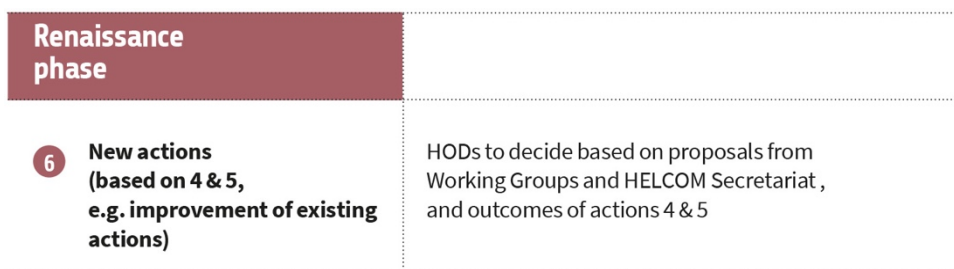 Renaissance
phase
6
New actions
(based on 4 & 5,
e.g. improvement of existing
actions)
HODs to decide based on proposals from
Working Groups and HELCOM Secretariat ,
and outcomes of actions 4 & 5